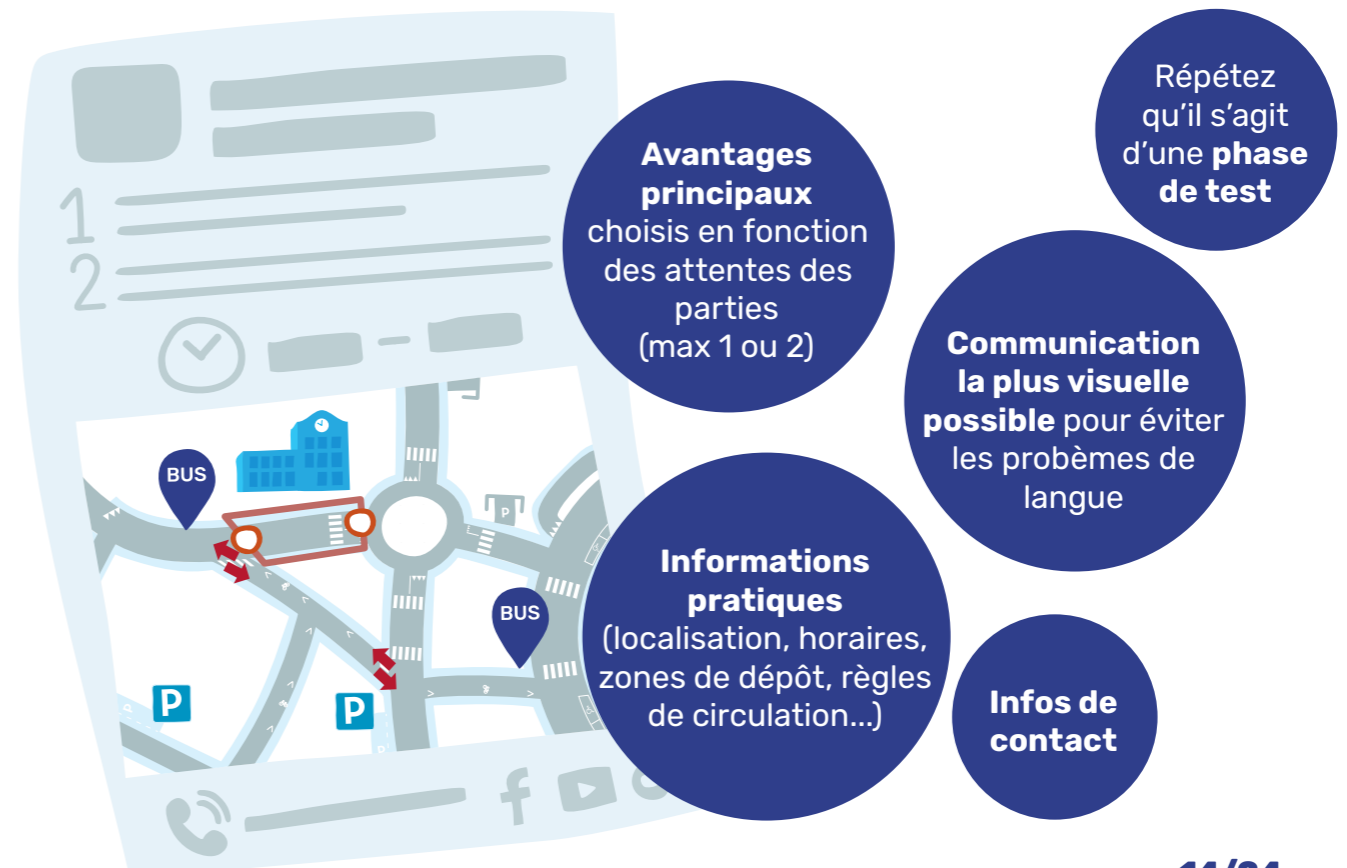 1
2
BUS
P
BUS
P
P
Avantages
principaux
choisis en fonction
des attentes des
parties
(max 1 ou 2)
Répétez
qu'il s'agit
d'une phase
de test
Communication
la plus visuelle
possible pour éviter
les probèmes de
langue
Informations
pratiques
(localisation, horaires,
zones de dépôt, règles
de circulation...)
Infos de
contact